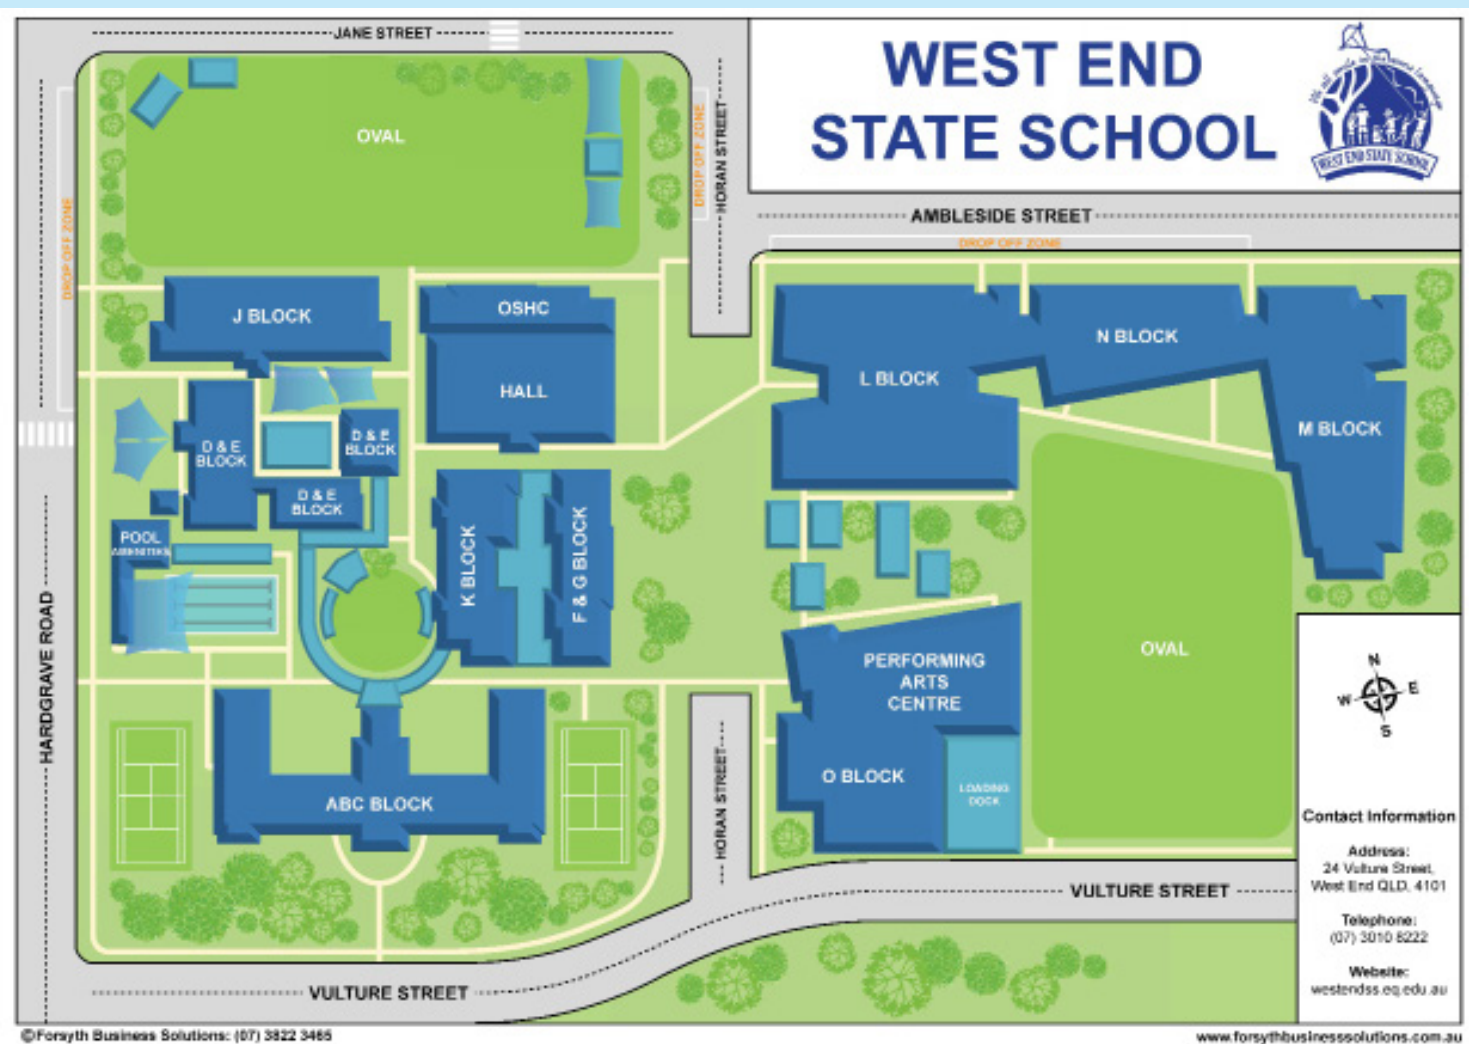 JANE STREET
WEST END
STATE SCHOOL
WEST END STATE SCHOOL
OVAL
DROP OFF ZONE
HORAN STREET
AMBLESIDE STREET
DROP OFF ZONE
DROP OFF ZONE
J BLOCK
OSHC
HALL
L BLOCK
N BLOCK
M BLOCK
D & E
BLOCK
D & E
BLOCK
D & E
BLOCK
POOL
AMENITIES
K BLOCK
F & G BLOCK
HARDGRAVE ROAD
PERFORMING
ARTS
CENTRE
OVAL
N
W
E
S
ABC BLOCK
O BLOCK
LOADING
DOCK
HORAN STREET
Contact Information
Address:
24 Vulture Street,
West End QLD, 4101
Telephone:
(07) 3010 8222
Website:
westendss.eq.edu.au
VULTURE STREET
VULTURE STREET
©Forsyth Business Solutions: (07) 3822 3465
www.forsythbusinesssolutions.com.au